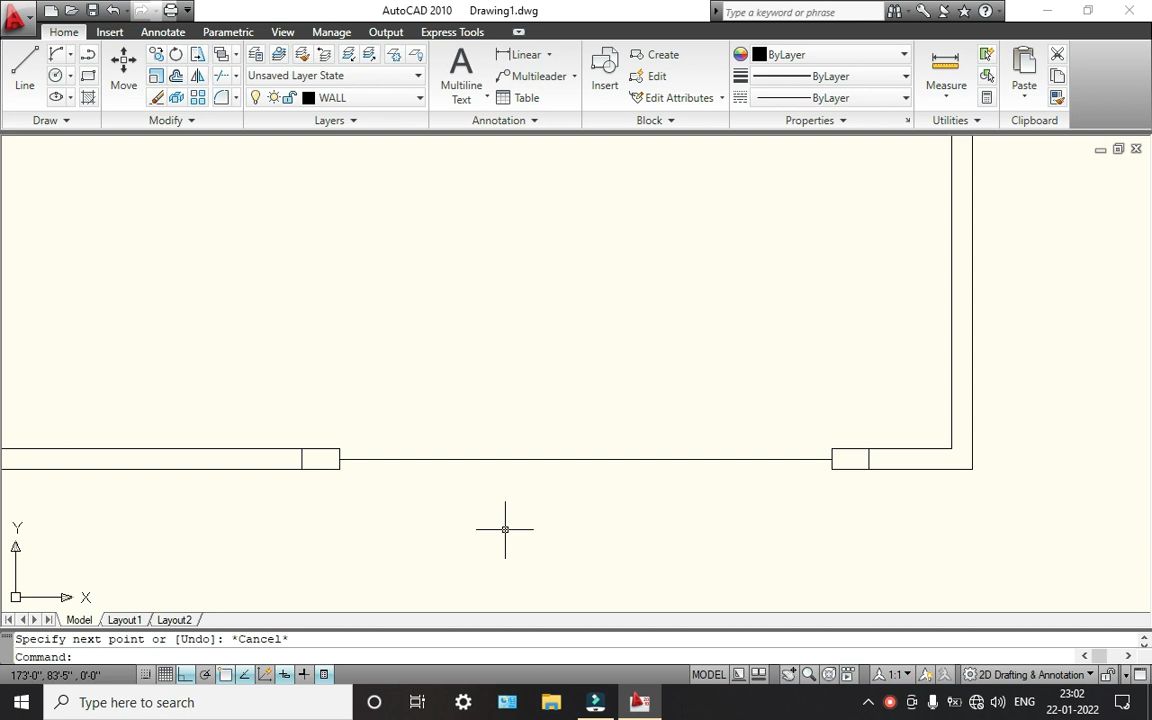 AutoCAD 2010 Drawing1.dwg
Type a keyword or phrase
Home Insert Annotate Parametric View Manage Output Express Tools
Line
Move
Unsaved Layer State
WALL
Multiline
Text
Linear
Multileader
Table
Insert
Create
Edit
Edit Attributes
ByLayer
ByLayer
ByLayer
Measure
Paste
Draw Modify Layers Annotation Block Properties Utilities Clipboard
Y
X
Model Layout1 Layout2
Specify next point or [Undo]: *Cancel*
Command:
173'-0", 83'-5" , 0'-0"
MODEL
1:1
2D Drafting & Annotation
Type here to search
ENG
23:02
22-01-2022